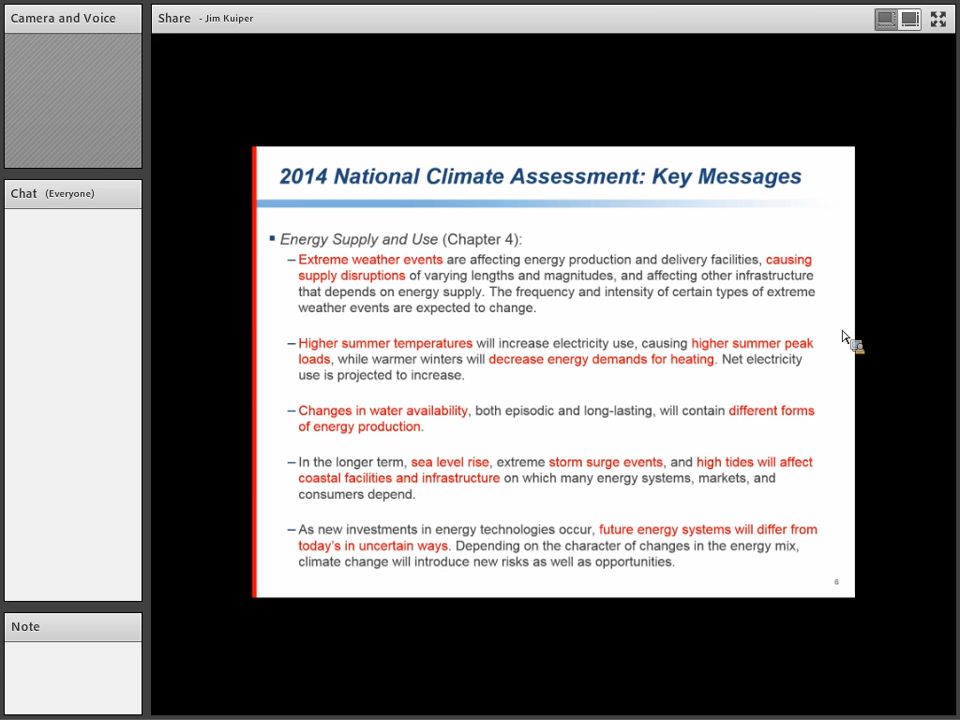 Camera and Voice
Share - Jim Kuiper
Chat (Everyone)
Note
2014 National Climate Assessment: Key Messages
▪ Energy Supply and Use (Chapter 4):
– Extreme weather events are affecting energy production and delivery facilities, causing
supply disruptions of varying lengths and magnitudes, and affecting other infrastructure
that depends on energy supply. The frequency and intensity of certain types of extreme
weather events are expected to change.
– Higher summer temperatures will increase electricity use, causing higher summer peak
loads, while warmer winters will decrease energy demands for heating. Net electricity
use is projected to increase.
– Changes in water availability, both episodic and long-lasting, will contain different forms
of energy production.
– In the longer term, sea level rise, extreme storm surge events, and high tides will affect
coastal facilities and infrastructure on which many energy systems, markets, and
consumers depend.
– As new investments in energy technologies occur, future energy systems will differ from
today's in uncertain ways. Depending on the character of changes in the energy mix,
climate change will introduce new risks as well as opportunities.
6